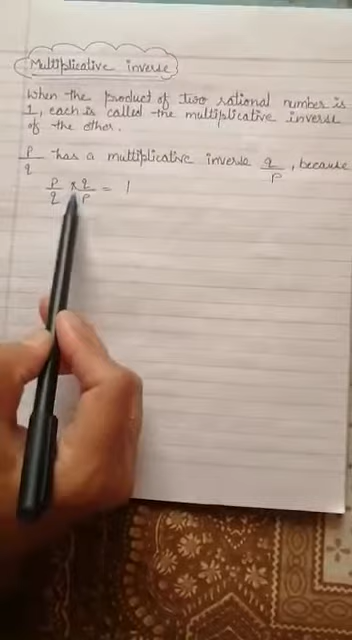 Multiplicative inverse
When the product of two rational number is
1, each is called the multiplicative inverse
of the other.
p/q has a multiplicative inverse q/p, because
p/q × q/p = 1